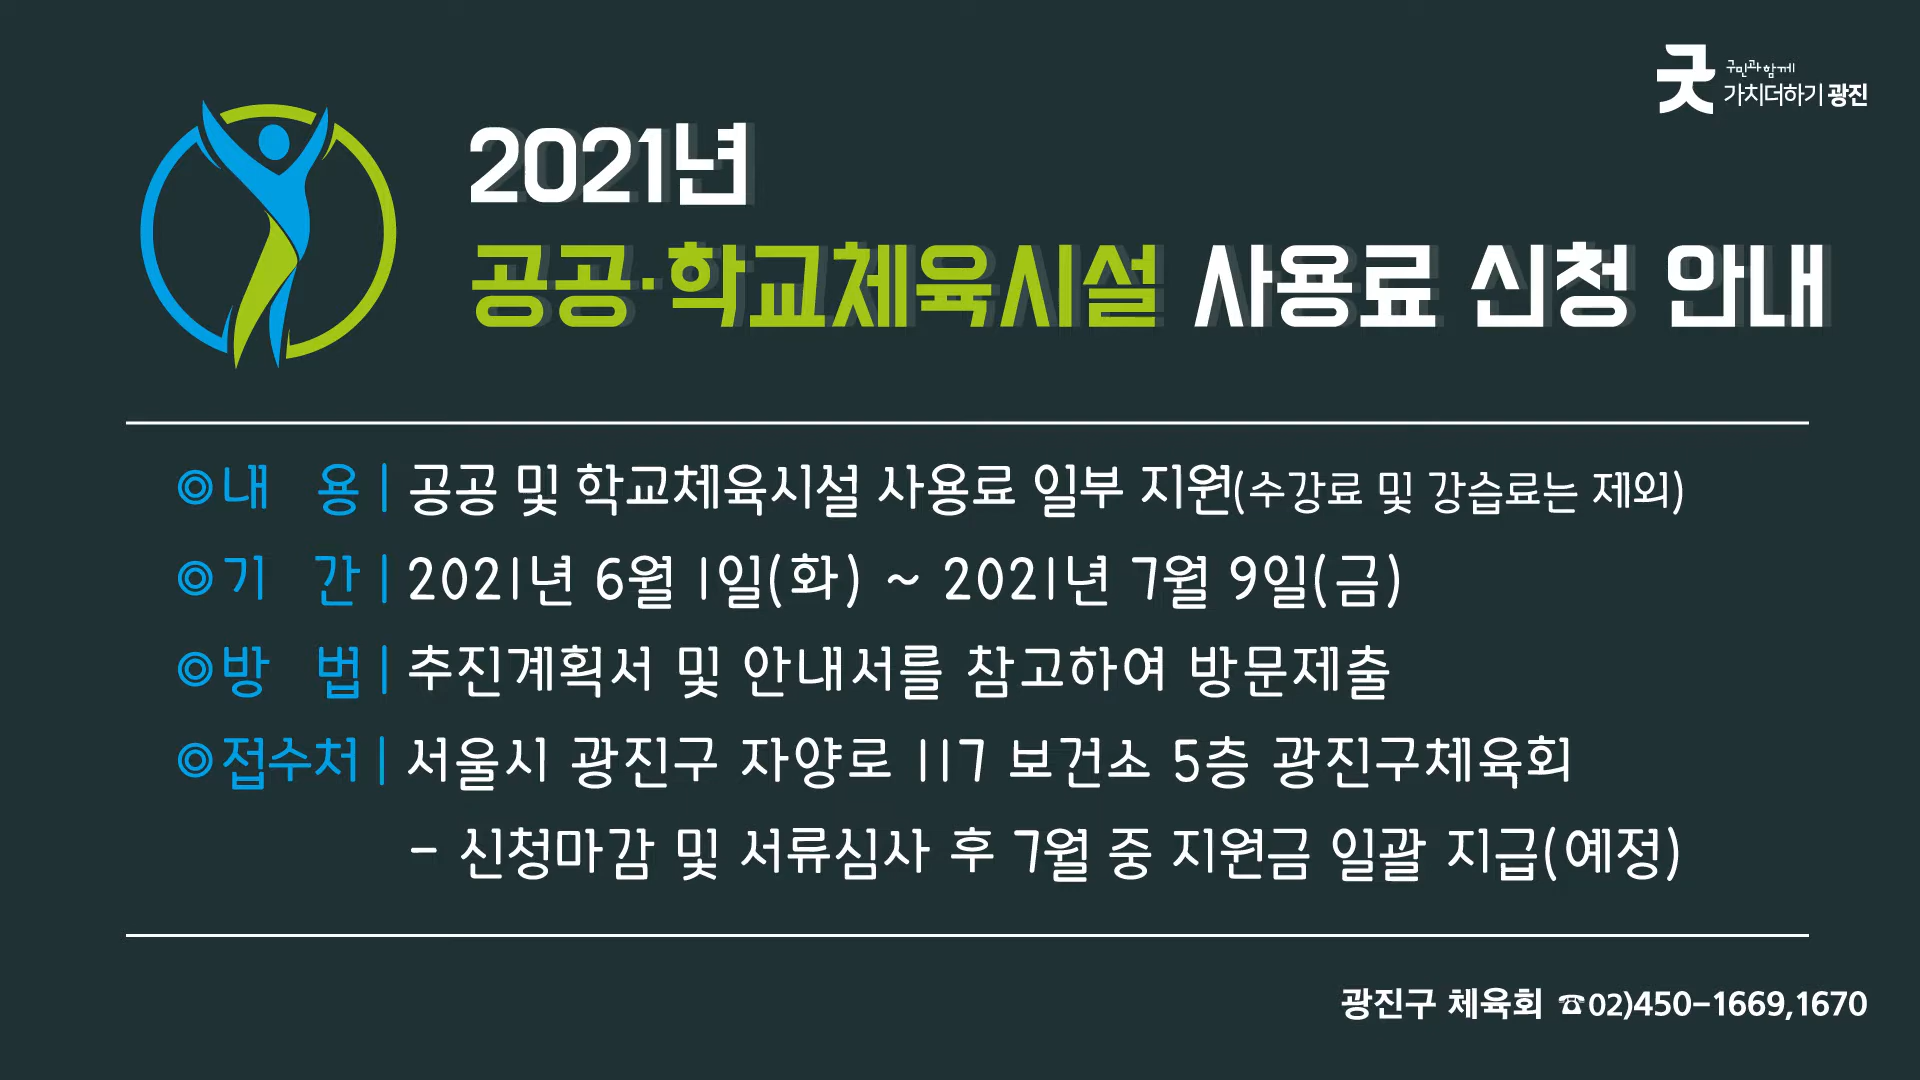 굿 구민과 함께
가치더하기 광진
2021년
공공·학교체육시설 사용료 신청 안내
◎내 용 | 공공 및 학교체육시설 사용료 일부 지원(수강료 및 강습료는 제외)
◎기 간 | 2021년 6월 1일(화) ~ 2021년 7월 9일(금)
◎방 법 | 추진계획서 및 안내서를 참고하여 방문제출
◎접수처 | 서울시 광진구 자양로 117 보건소 5층 광진구체육회
- 신청마감 및 서류심사 후 7월 중 지원금 일괄 지급(예정)
광진구 체육회 ☎02)450-1669,1670